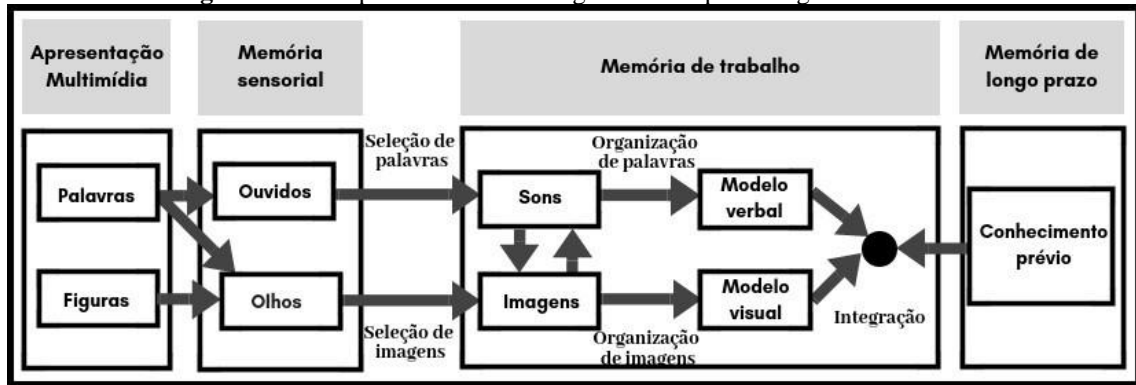 Apresentação
Multimídia
Memória
sensorial
Memória de trabalho
Memória de
longo prazo
Seleção de
palavras
Organização
de palavras
Palavras
Ouvidos
Sons
Modelo
verbal
Conhecimento
prévio
Figuras
Olhos
Imagens
Modelo
visual
Integração
Seleção de
imagens
Organização
de imagens